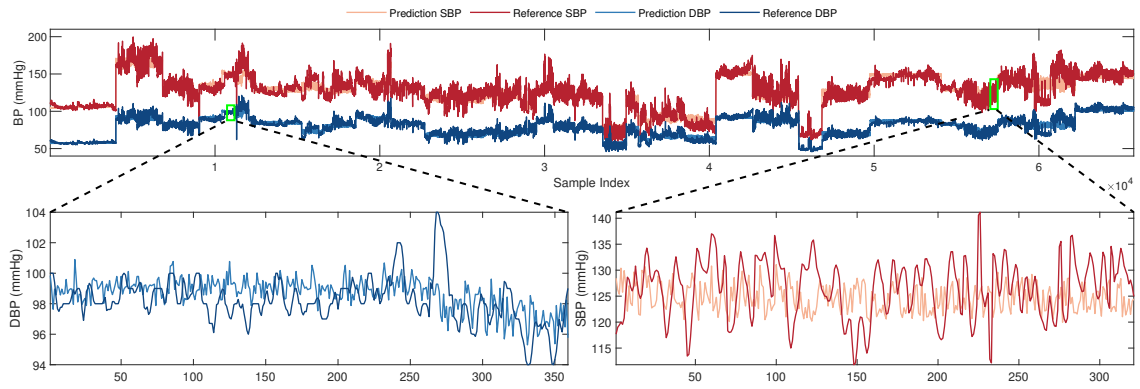 Prediction SBP Reference SBP Prediction DBP Reference DBP
200
150
100
50
BP (mmHg)
1 2 3 4 5 6
×10⁴
Sample Index
104
102
100
98
96
94
DBP (mmHg)
50 100 150 200 250 300 350
140
135
130
125
120
115
SBP (mmHg)
50 100 150 200 250 300